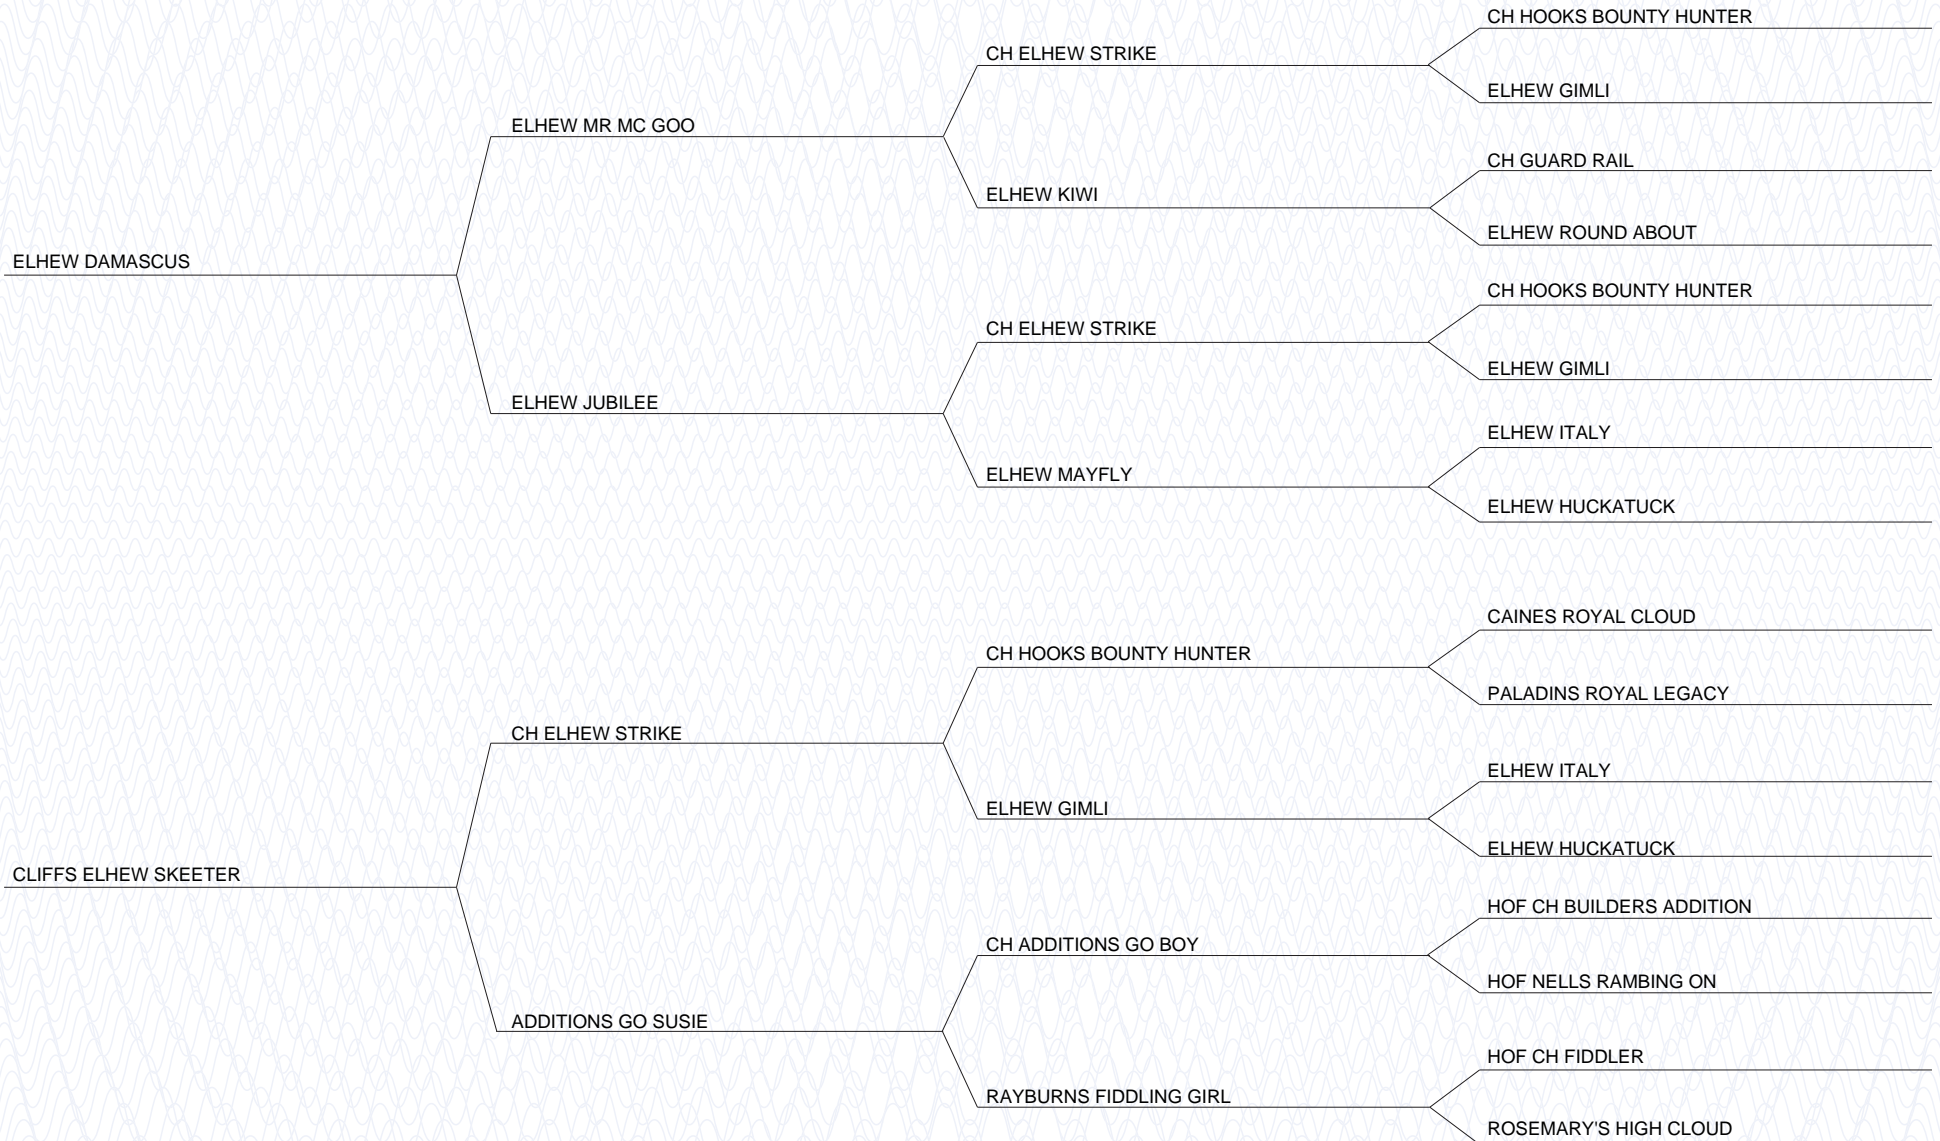 CH HOOKS BOUNTY HUNTER
CH ELHEW STRIKE
ELHEW GIMLI
ELHEW MR MC GOO
CH GUARD RAIL
ELHEW KIWI
ELHEW ROUND ABOUT
ELHEW DAMASCUS
CH HOOKS BOUNTY HUNTER
CH ELHEW STRIKE
ELHEW GIMLI
ELHEW JUBILEE
ELHEW ITALY
ELHEW MAYFLY
ELHEW HUCKATUCK
CAINES ROYAL CLOUD
CH HOOKS BOUNTY HUNTER
PALADINS ROYAL LEGACY
CH ELHEW STRIKE
ELHEW ITALY
ELHEW GIMLI
ELHEW HUCKATUCK
CLIFFS ELHEW SKEETER
HOF CH BUILDERS ADDITION
CH ADDITIONS GO BOY
HOF NELLS RAMBING ON
ADDITIONS GO SUSIE
HOF CH FIDDLER
RAYBURNS FIDDLING GIRL
ROSEMARY'S HIGH CLOUD